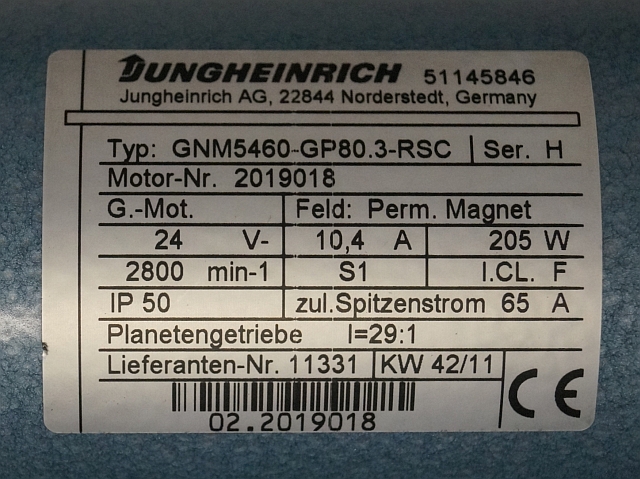 JUNGHEINRICH 51145846
Jungheinrich AG, 22844 Norderstedt, Germany
Typ: GNM5460-GP80.3-RSC Ser. H
Motor-Nr. 2019018
G.-Mot. Feld: Perm. Magnet
24 V- 10,4 A 205 W
2800 min-1 S1 I.CL. F
IP 50 zul.Spitzenstrom 65 A
Planetengetriebe I=29:1
Lieferanten-Nr. 11331 KW 42/11
CE
02.2019018